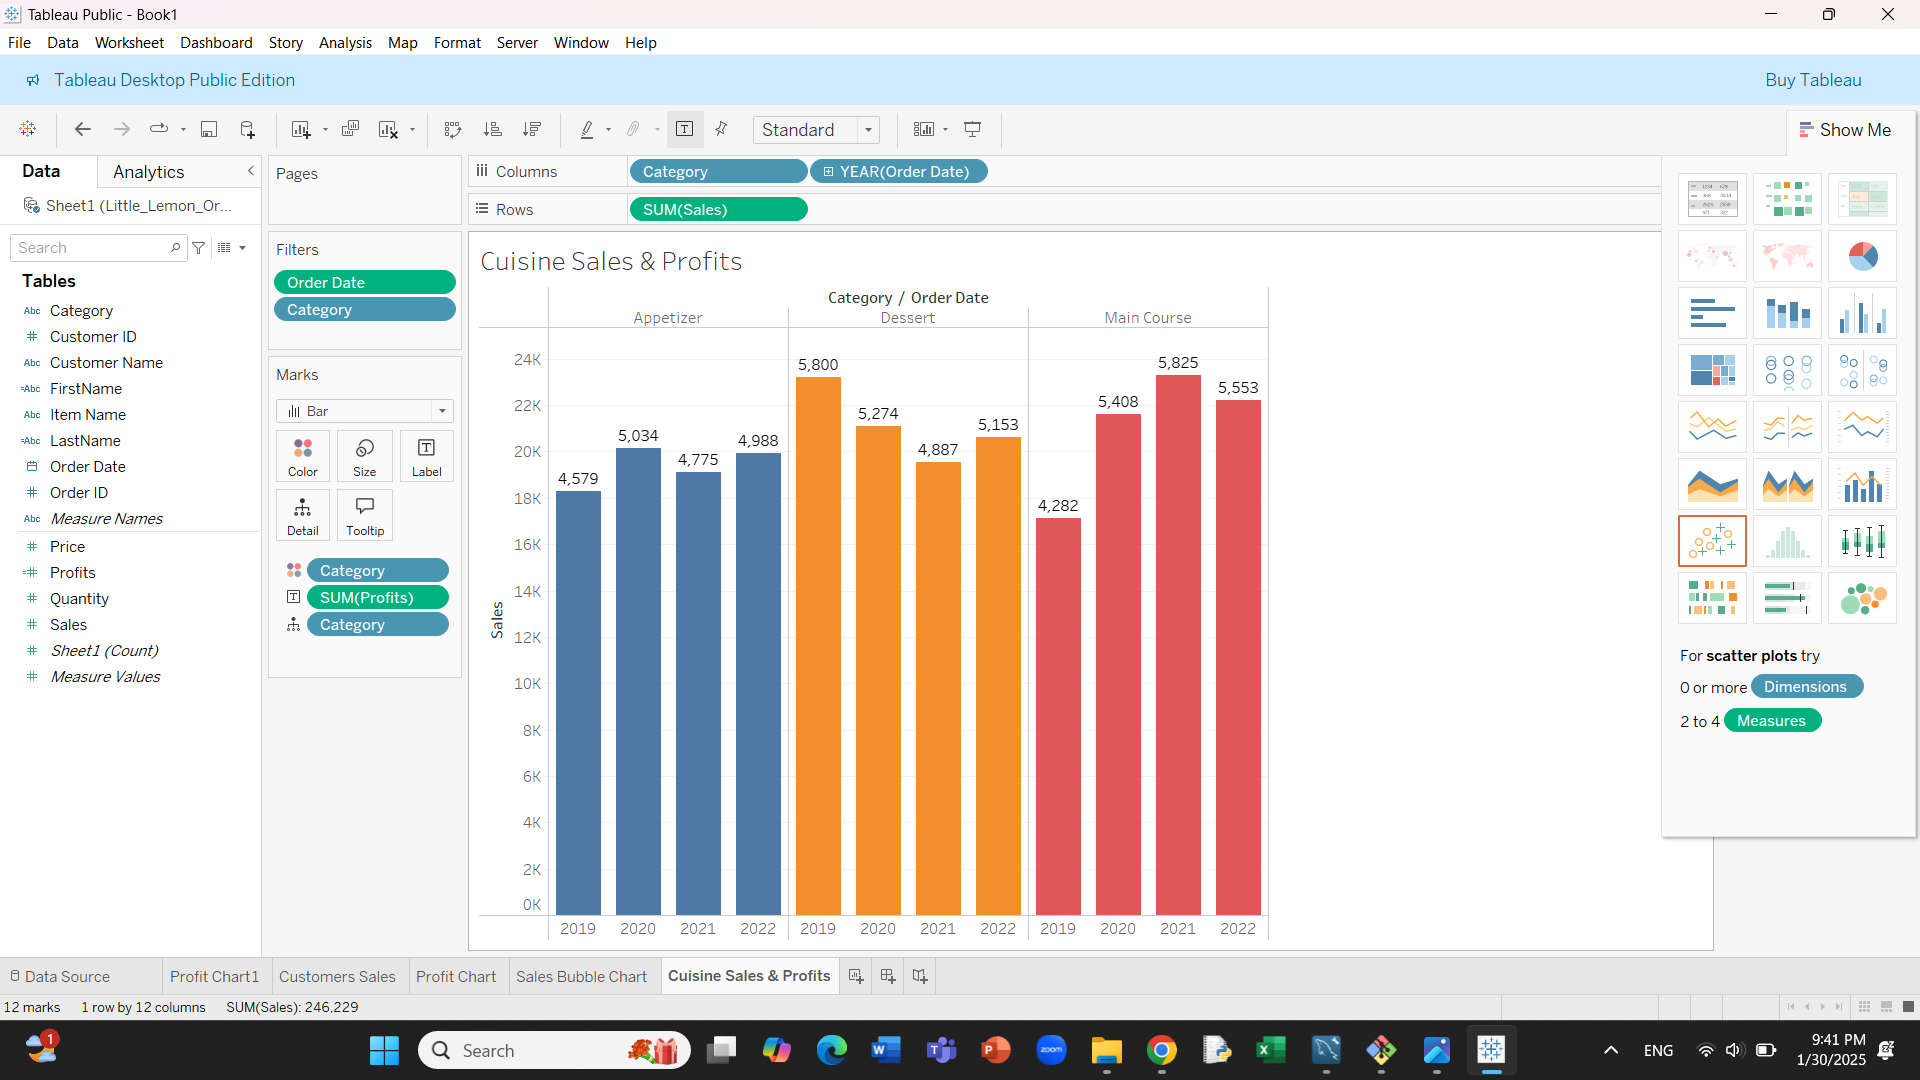 Tableau Public - Book1
File Data Worksheet Dashboard Story Analysis Map Format Server Window Help
Tableau Desktop Public Edition
Buy Tableau
Standard
Show Me
Data Analytics
Sheet1 (Little_Lemon_Or...
Search
Tables
Abc Category
# Customer ID
Abc Customer Name
=Abc FirstName
Abc Item Name
=Abc LastName
Order Date
# Order ID
Abc Measure Names
# Price
=# Profits
# Quantity
# Sales
# Sheet1 (Count)
# Measure Values
Pages
Filters
Order Date
Category
Marks
Bar
Color Size Label
Detail Tooltip
Category
SUM(Profits)
Category
Columns Category YEAR(Order Date)
Rows SUM(Sales)
Cuisine Sales & Profits
Category / Order Date
Appetizer Dessert Main Course
Sales
24K
22K
20K
18K
16K
14K
12K
10K
8K
6K
4K
2K
0K
4,579 5,034 4,775 4,988 5,800 5,274 4,887 5,153 4,282 5,408 5,825 5,553
2019 2020 2021 2022 2019 2020 2021 2022 2019 2020 2021 2022
For scatter plots try
0 or more Dimensions
2 to 4 Measures
Data Source Profit Chart1 Customers Sales Profit Chart Sales Bubble Chart Cuisine Sales & Profits
12 marks 1 row by 12 columns SUM(Sales): 246,229
1
Search
zoom
ENG
9:41 PM
1/30/2025